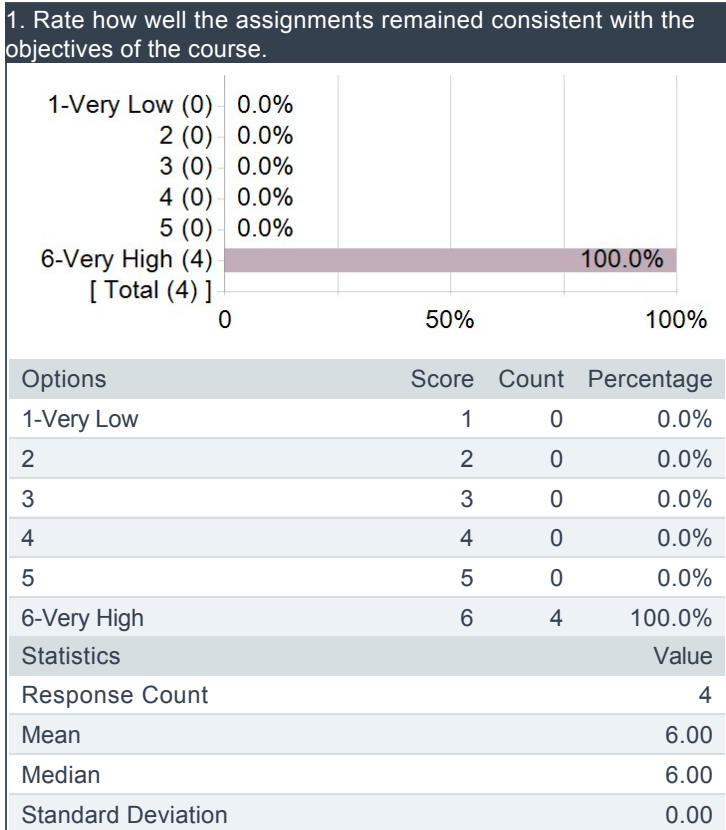 1. Rate how well the assignments remained consistent with the
objectives of the course.
1-Very Low (0) 0.0%
2 (0) 0.0%
3 (0) 0.0%
4 (0) 0.0%
5 (0) 0.0%
6-Very High (4) 100.0%
[ Total (4) ]
0 50% 100%
Options Score Count Percentage
1-Very Low 1 0 0.0%
2 2 0 0.0%
3 3 0 0.0%
4 4 0 0.0%
5 5 0 0.0%
6-Very High 6 4 100.0%
Statistics Value
Response Count 4
Mean 6.00
Median 6.00
Standard Deviation 0.00